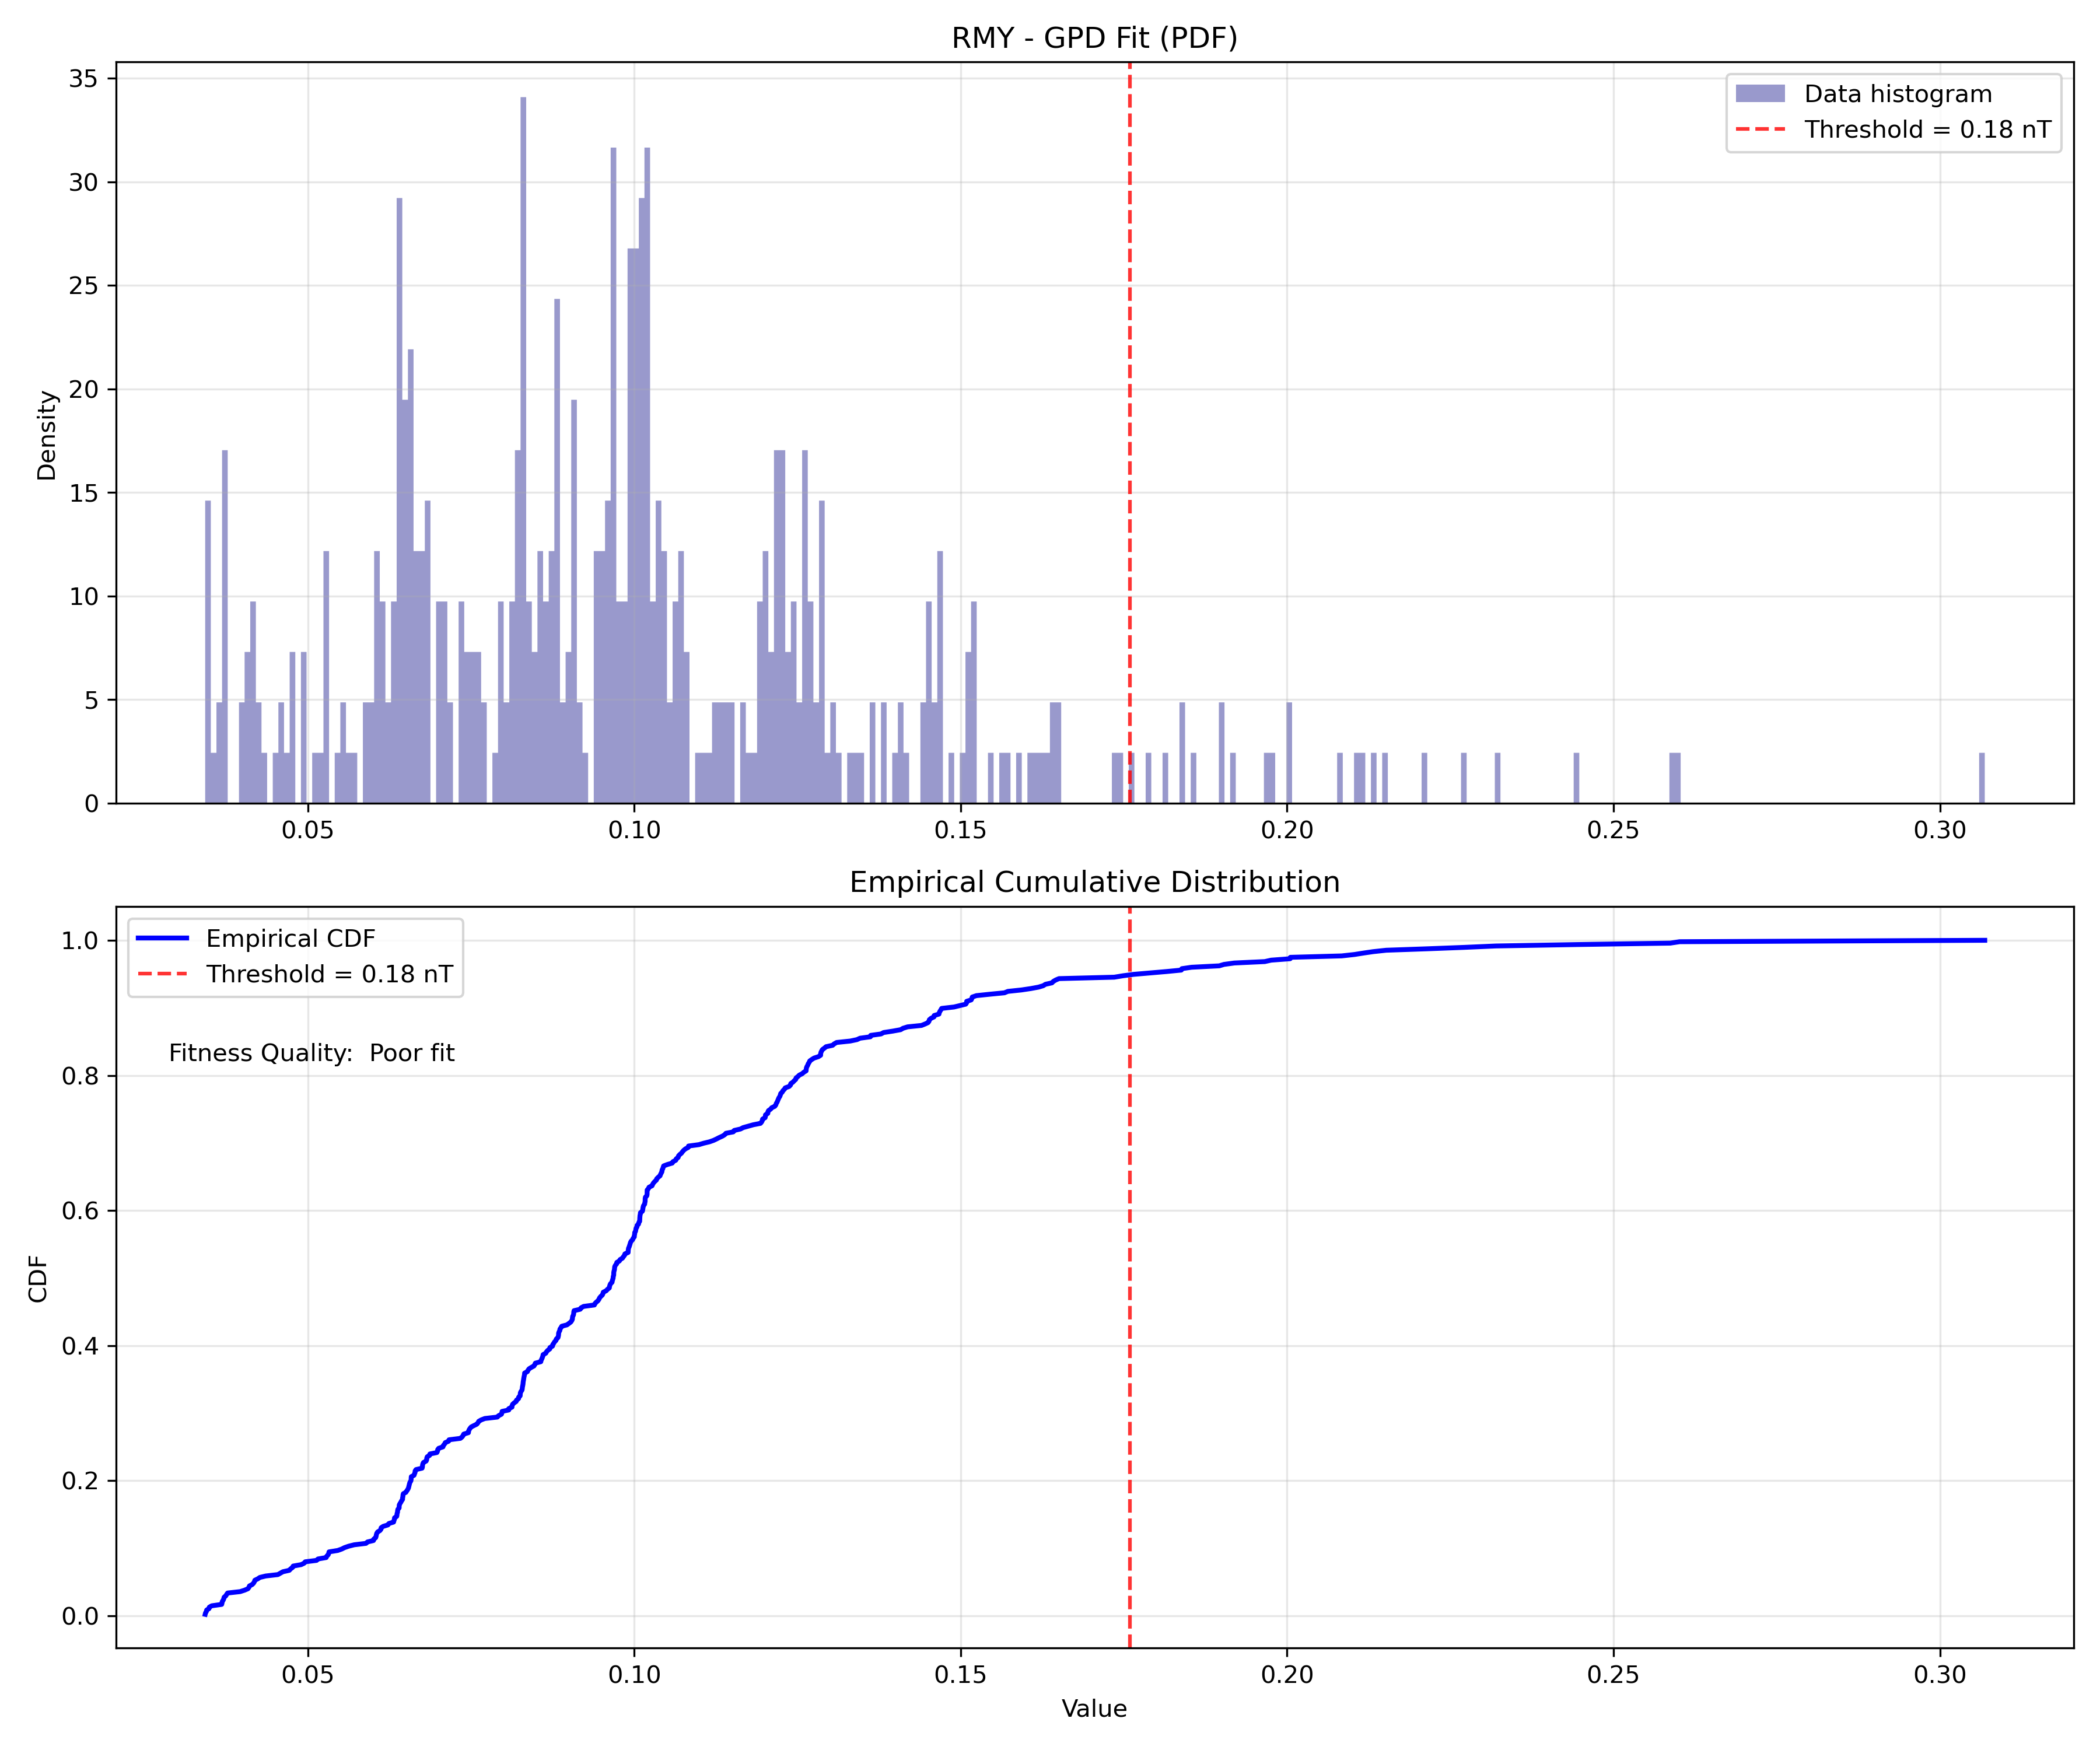 RMY - GPD Fit (PDF)
35
30
25
20
15
10
5
0
Density
Data histogram
Threshold = 0.18 nT
0.05 0.10 0.15 0.20 0.25 0.30
Empirical Cumulative Distribution
1.0
0.8
0.6
0.4
0.2
0.0
CDF
Empirical CDF
Threshold = 0.18 nT
Fitness Quality:  Poor fit
0.05 0.10 0.15 0.20 0.25 0.30
Value